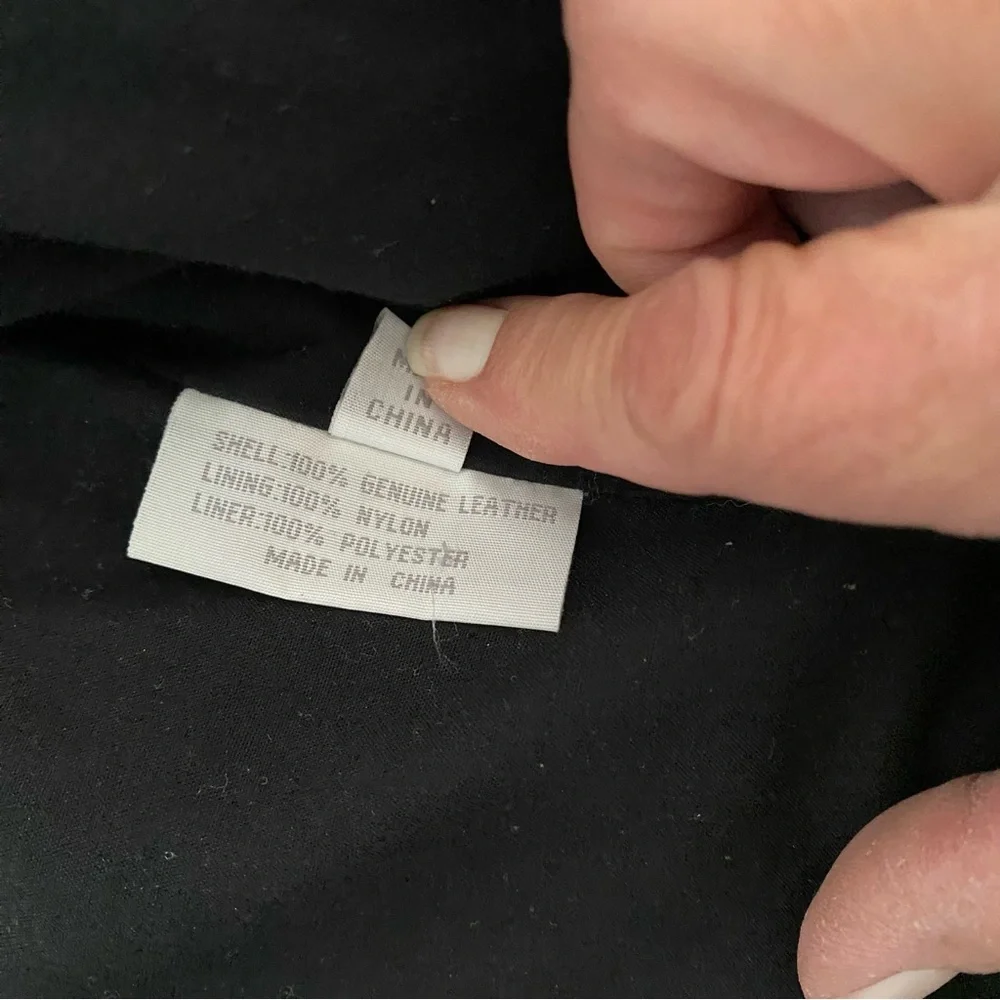 IN
CHINA
SHELL:100% GENUINE LEATHER
LINING:100% NYLON
LINER:100% POLYESTER
MADE IN CHINA